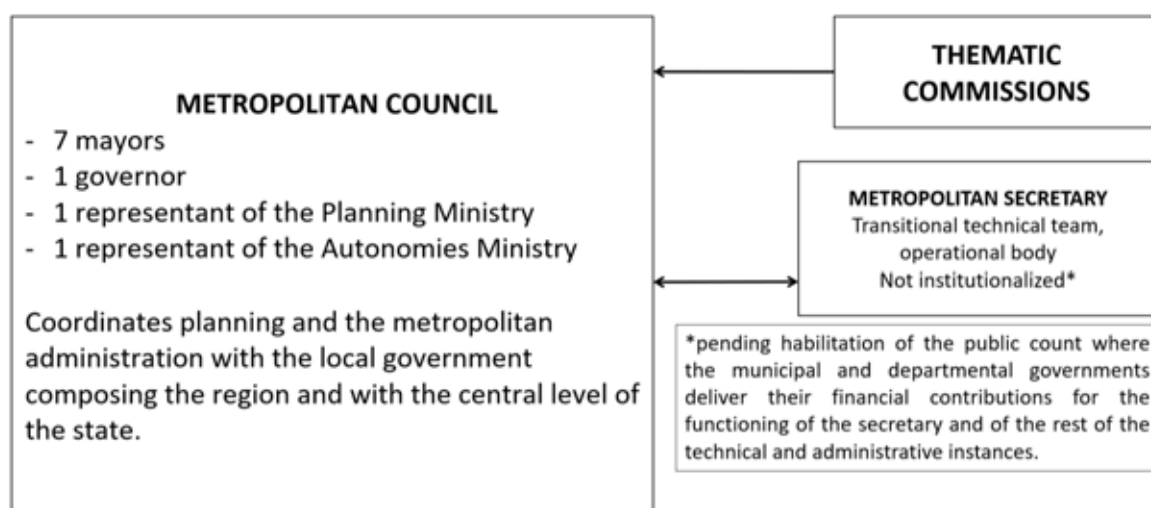 METROPOLITAN COUNCIL
- 7 mayors
- 1 governor
- 1 representant of the Planning Ministry
- 1 representant of the Autonomies Ministry
Coordinates planning and the metropolitan
administration with the local government
composing the region and with the central level of
the state.
THEMATIC
COMMISSIONS
METROPOLITAN SECRETARY
Transitional technical team,
operational body
Not institutionalized*
*pending habilitation of the public count where
the municipal and departmental governments
deliver their financial contributions for the
functioning of the secretary and of the rest of the
technical and administrative instances.